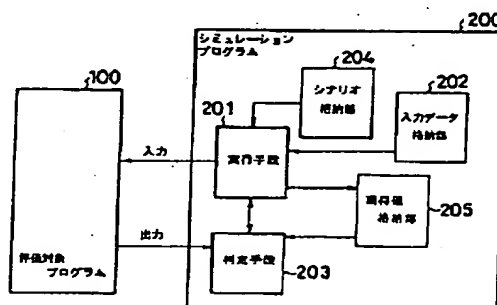 200
シミュレーション
プログラム
204
シナリオ
格納部
202
入力データ
格納部
100
201
入力
実行手段
期待値
格納部
205
出力
判定手段
203
評価対象
プログラム